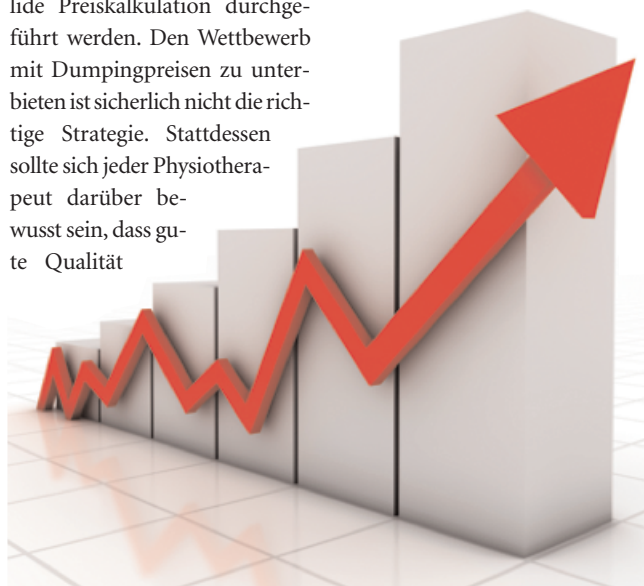 lide Preiskalkulation durchge-
führt werden. Den Wettbewerb
mit Dumpingpreisen zu unter-
bieten ist sicherlich nicht die rich-
tige Strategie. Stattdessen
sollte sich jeder Physiothera-
peut darüber be-
wusst sein, dass gu-
te Qualität